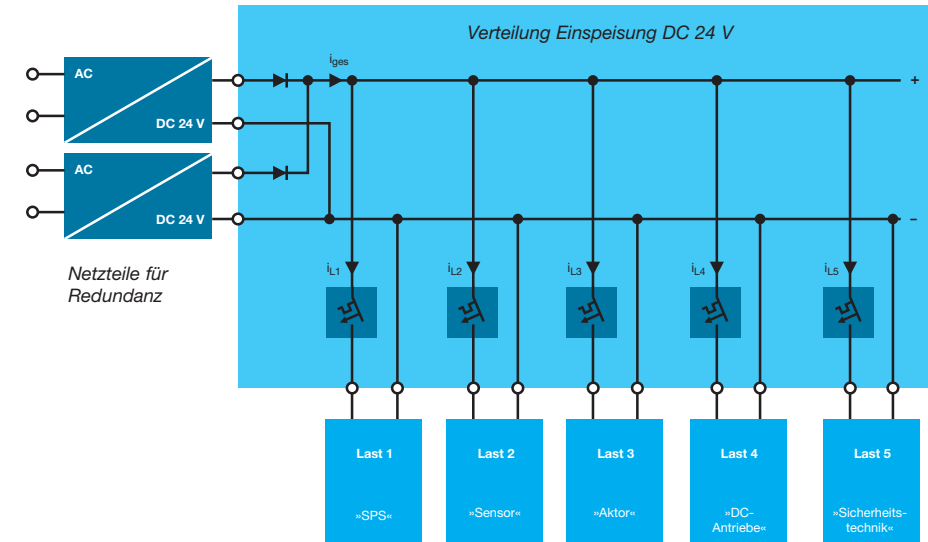 Verteilung Einspeisung DC 24 V
AC
DC 24 V
AC
DC 24 V
Netzteile für
Redundanz
iges
+
–
iL1
iL2
iL3
iL4
iL5
Last 1
»SPS«
Last 2
»Sensor«
Last 3
»Aktor«
Last 4
»DC-
Antriebe«
Last 5
»Sicherheits-
technik«